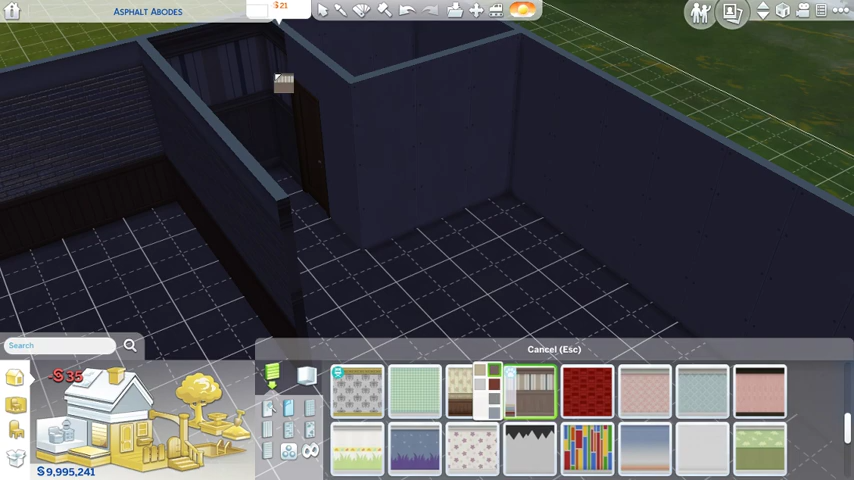 ASPHALT ABODES
§21
Cancel (Esc)
Search
-§35
§9,995,241